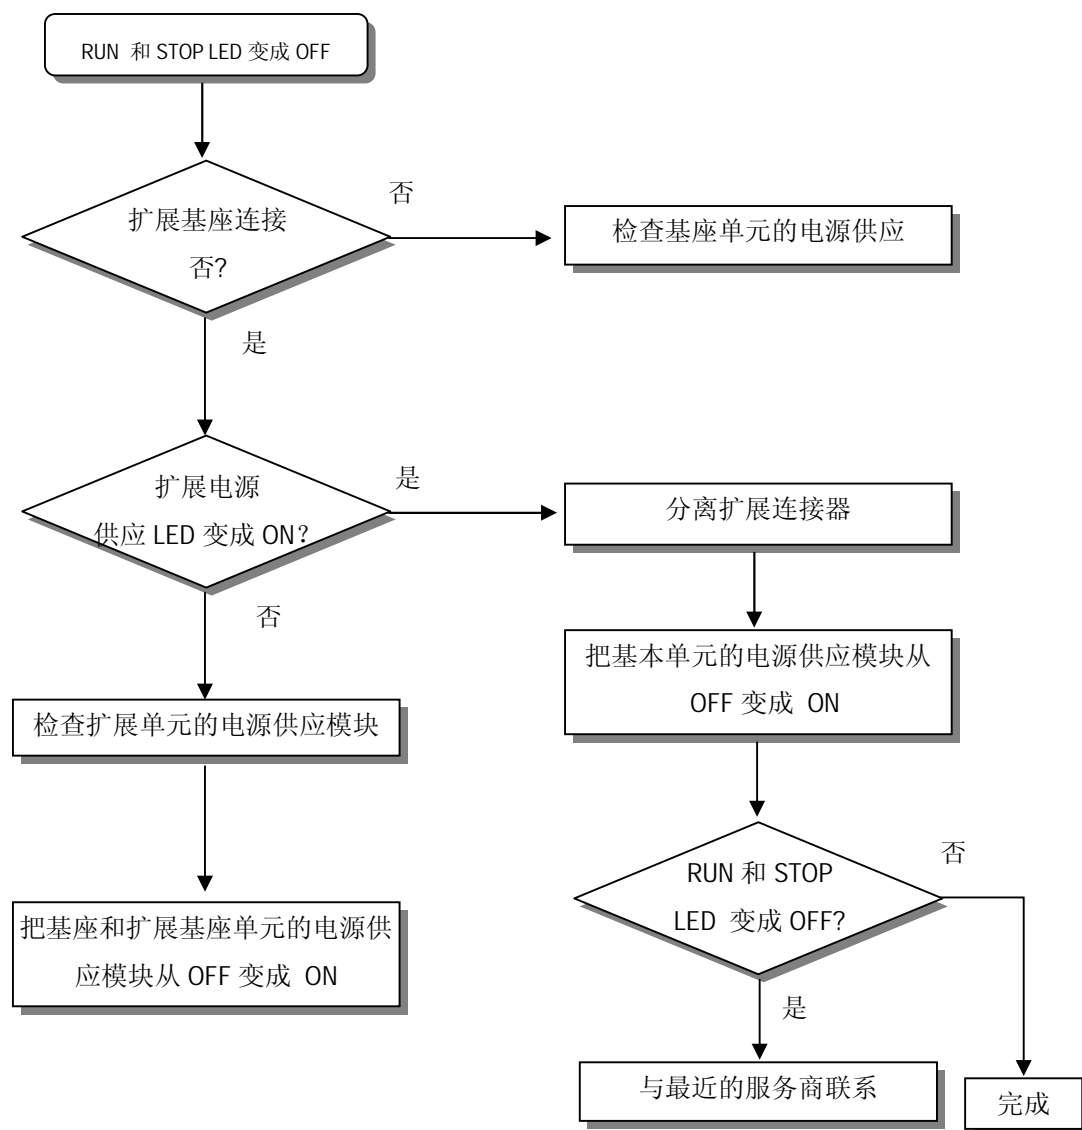 RUN 和 STOP LED 变成 OFF
扩展基座连接
否?
否
检查基座单元的电源供应
是
扩展电源
供应 LED 变成 ON？
是
分离扩展连接器
否
把基本单元的电源供应模块从
OFF 变成 ON
检查扩展单元的电源供应模块
RUN 和 STOP
LED 变成 OFF?
否
把基座和扩展基座单元的电源供
应模块从 OFF 变成 ON
是
与最近的服务商联系
完成